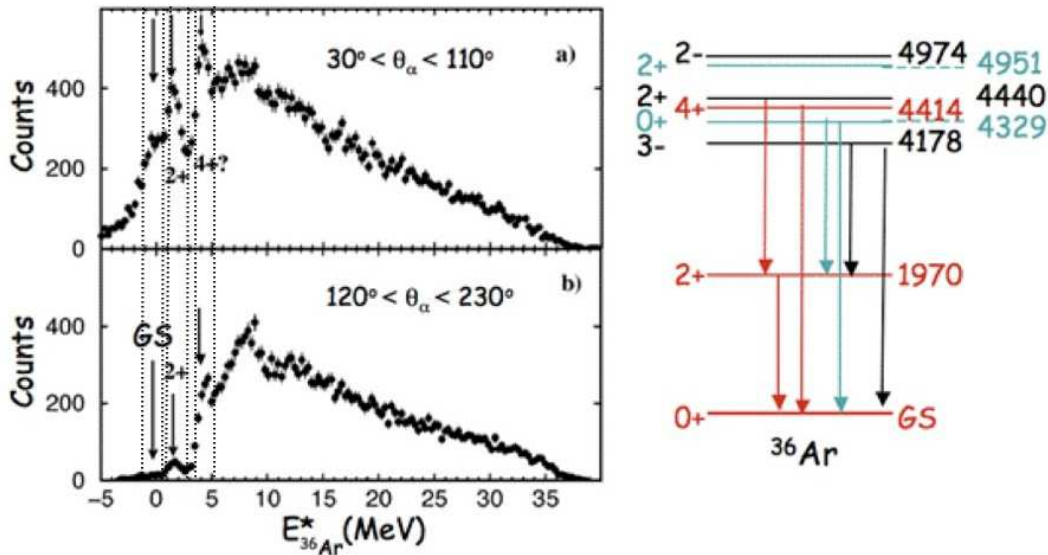 a)
30° < θα < 110°
Counts
400
200
0
2+
4+?
b)
120° < θα < 230°
GS
2+
Counts
400
200
0
−5 0 5 10 15 20 25 30 35
E*36Ar(MeV)
2- 4974
2+ 4951
2+ 4440
4+ 4414
0+ 4329
3- 4178
2+ 1970
0+ GS
36Ar